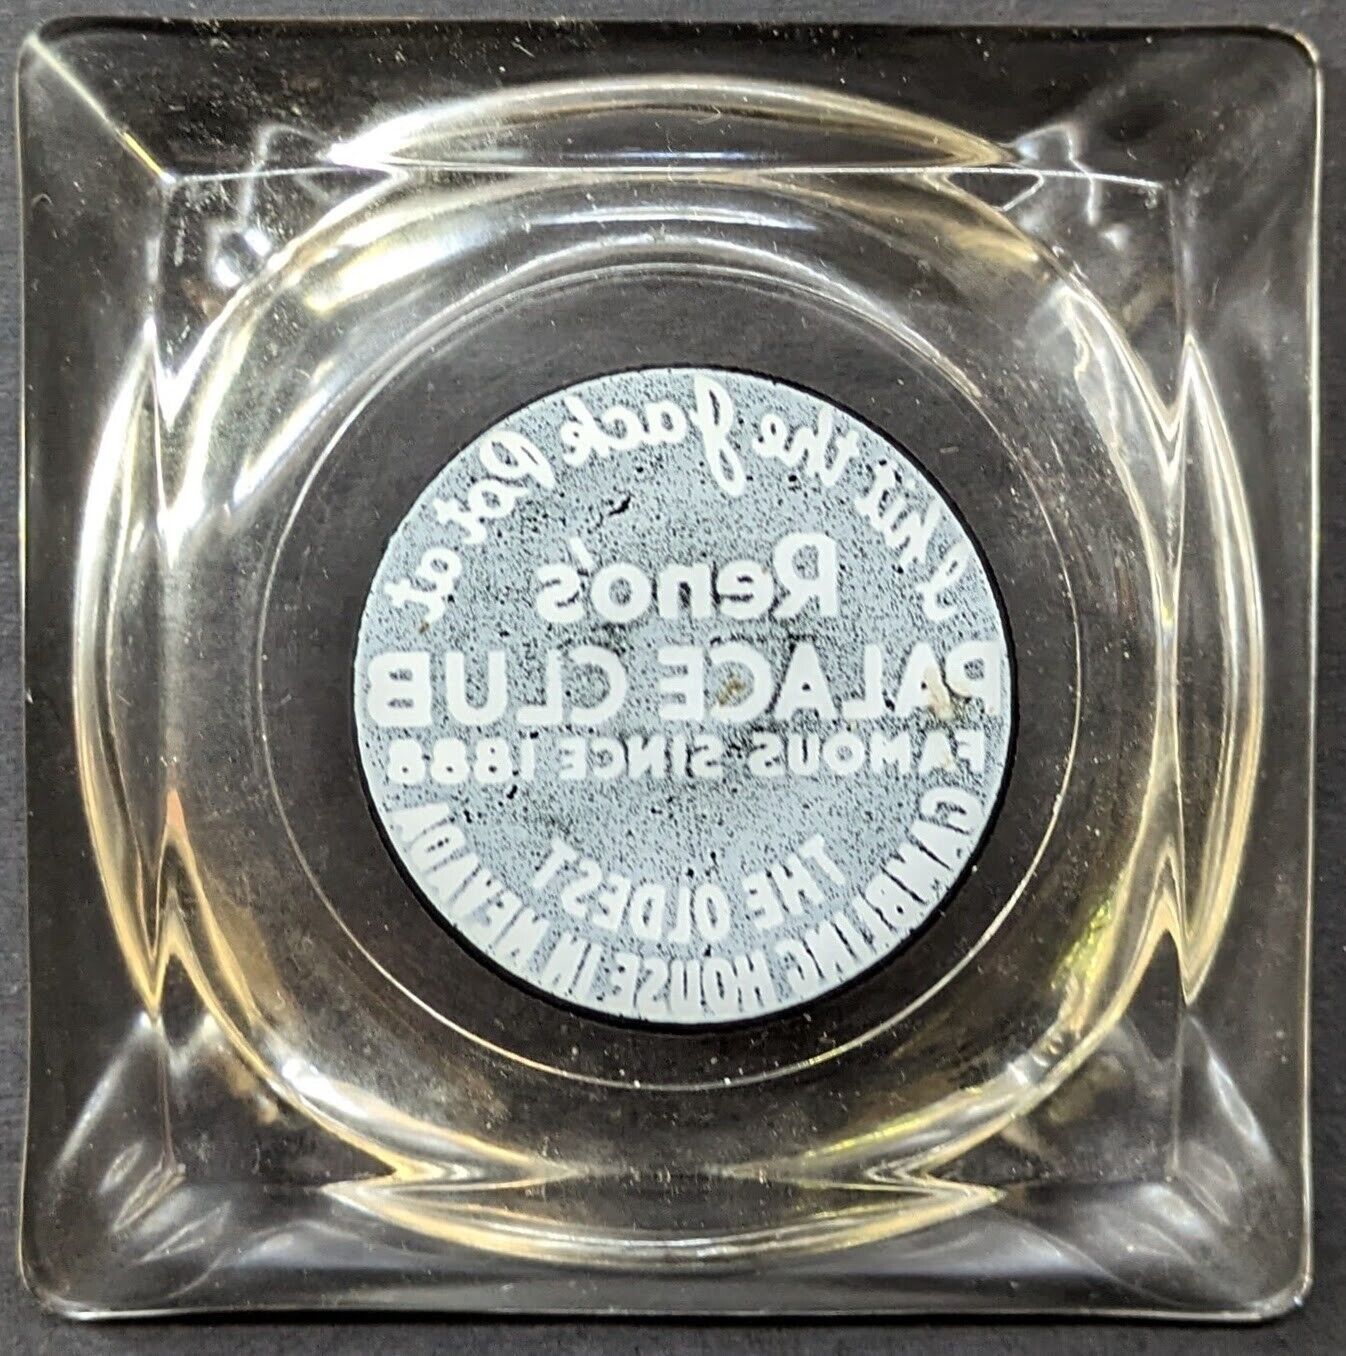 I hit the Jack Pot at
Reno's
PALACE CLUB
FAMOUS SINCE 1888
THE OLDEST
GAMBLING HOUSE IN NEVADA